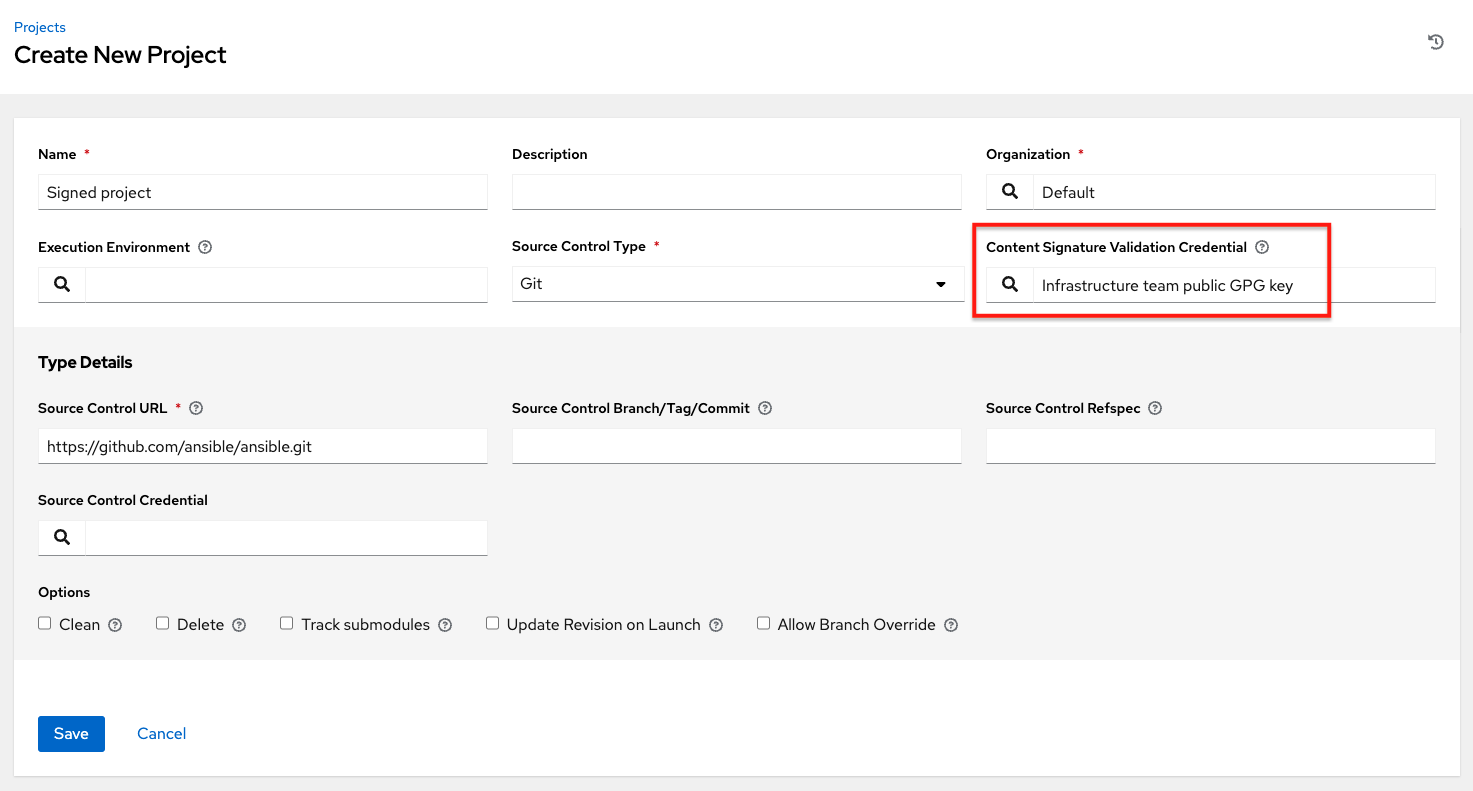 Projects
Create New Project
Name *
Description
Organization *
Signed project
Default
Execution Environment
Source Control Type *
Content Signature Validation Credential
Git
Infrastructure team public GPG key
Type Details
Source Control URL *
Source Control Branch/Tag/Commit
Source Control Refspec
https://github.com/ansible/ansible.git
Source Control Credential
Options
Clean Delete Track submodules Update Revision on Launch Allow Branch Override
Save Cancel